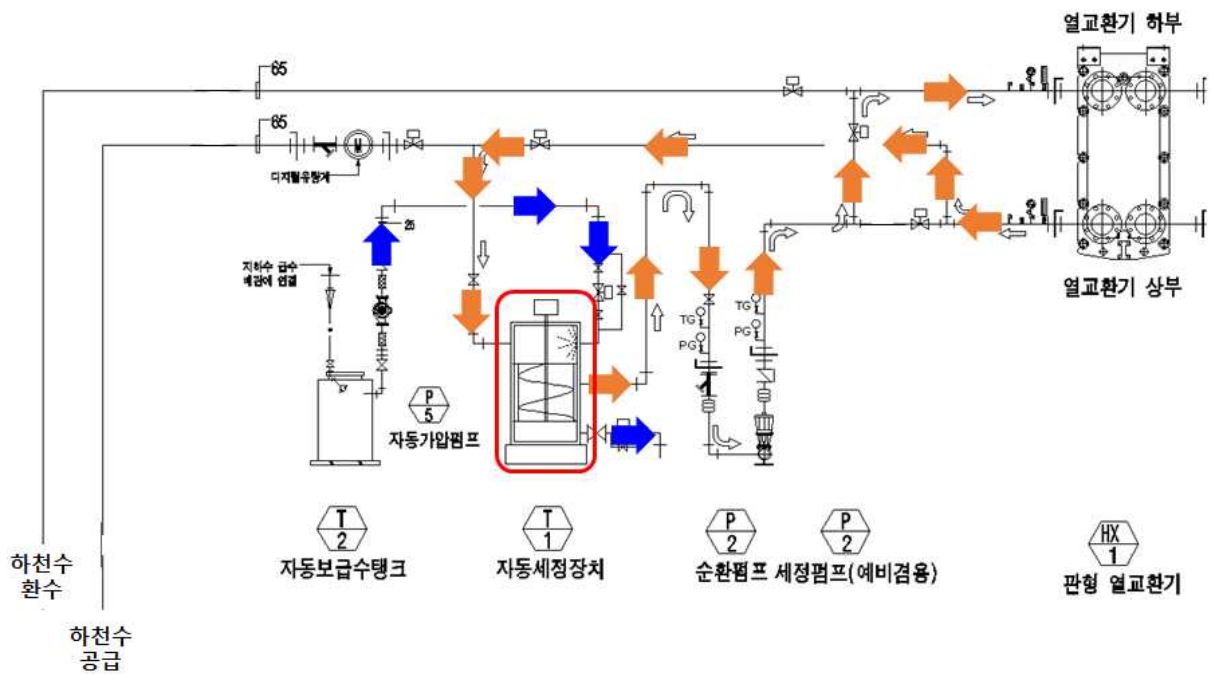 열교환기 하부
65
65
M
디지털유량계
25
지하수 급수
배관에 연결
TG
PG
TG
PG
열교환기 상부
P
5
자동가압펌프
T
2
자동보급수탱크
T
1
자동세정장치
P
2
순환펌프
P
2
세정펌프(예비겸용)
HX
1
판형 열교환기
하천수
환수
하천수
공급